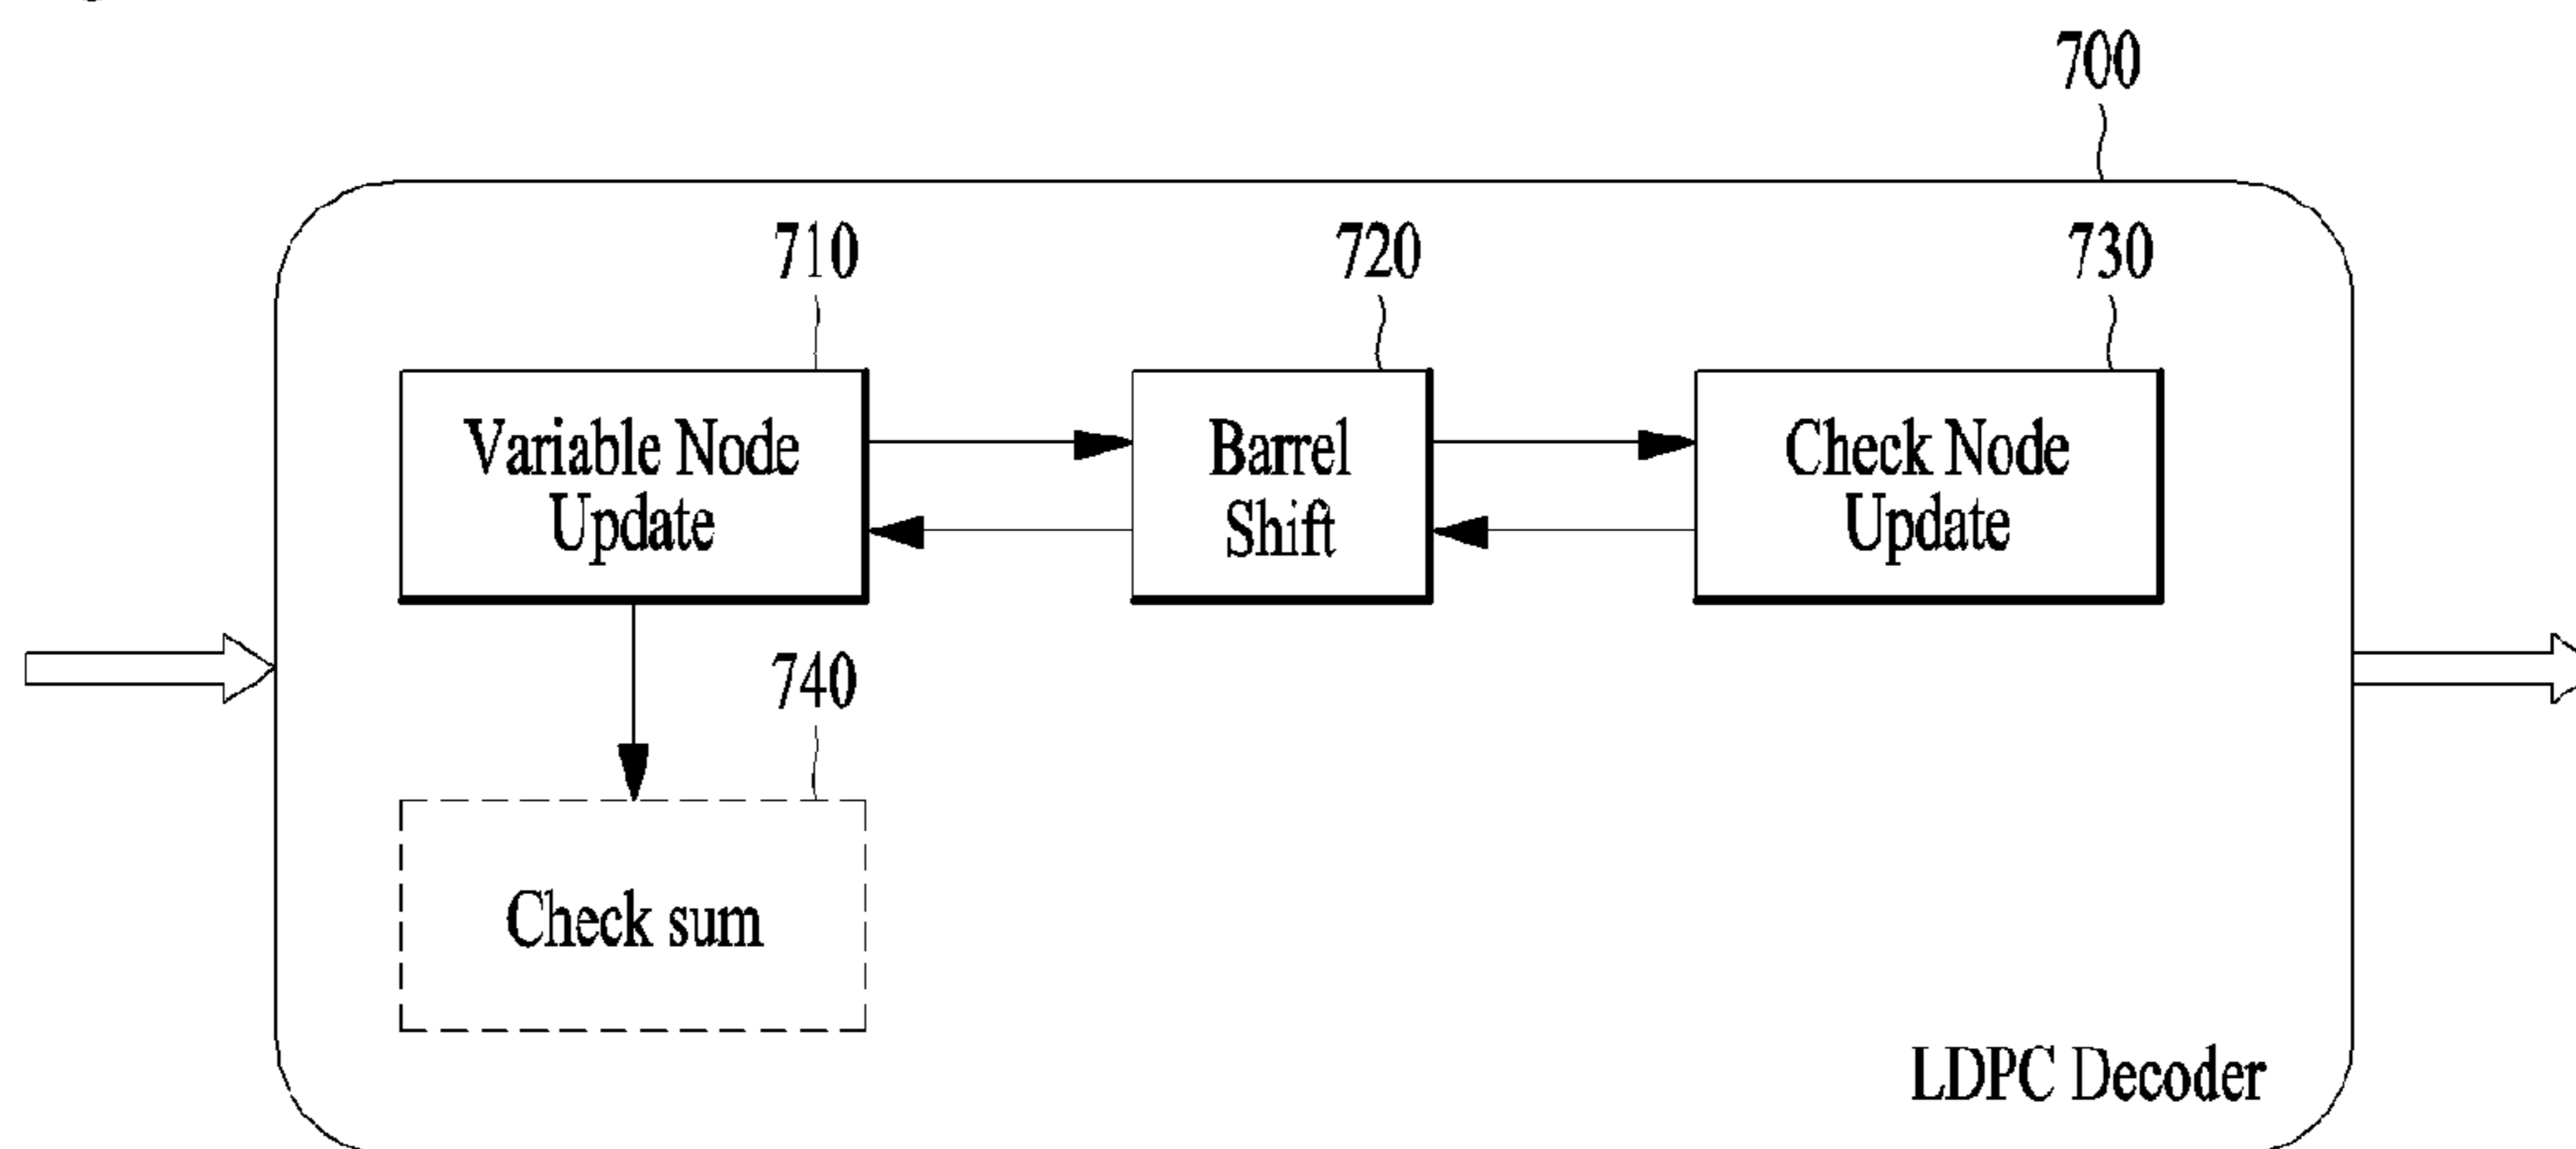 700
710
720
730
Variable Node
Update
Barrel
Shift
Check Node
Update
740
Check sum
LDPC Decoder